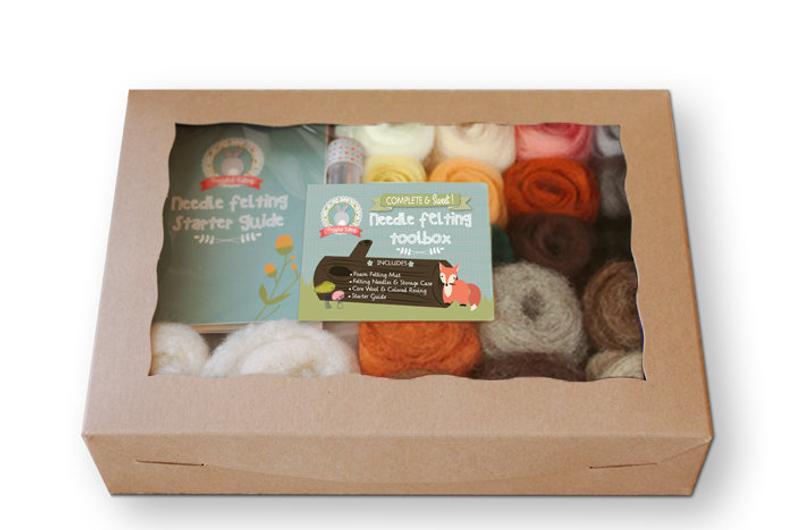 Needle felting
Starter Guide
COMPLETE & Sweet!
Needle felting
toolbox
INCLUDES
• Foam Felting Mat
• Felting Needles & Storage Case
• Core Wool & Colored Roving
• Starter Guide